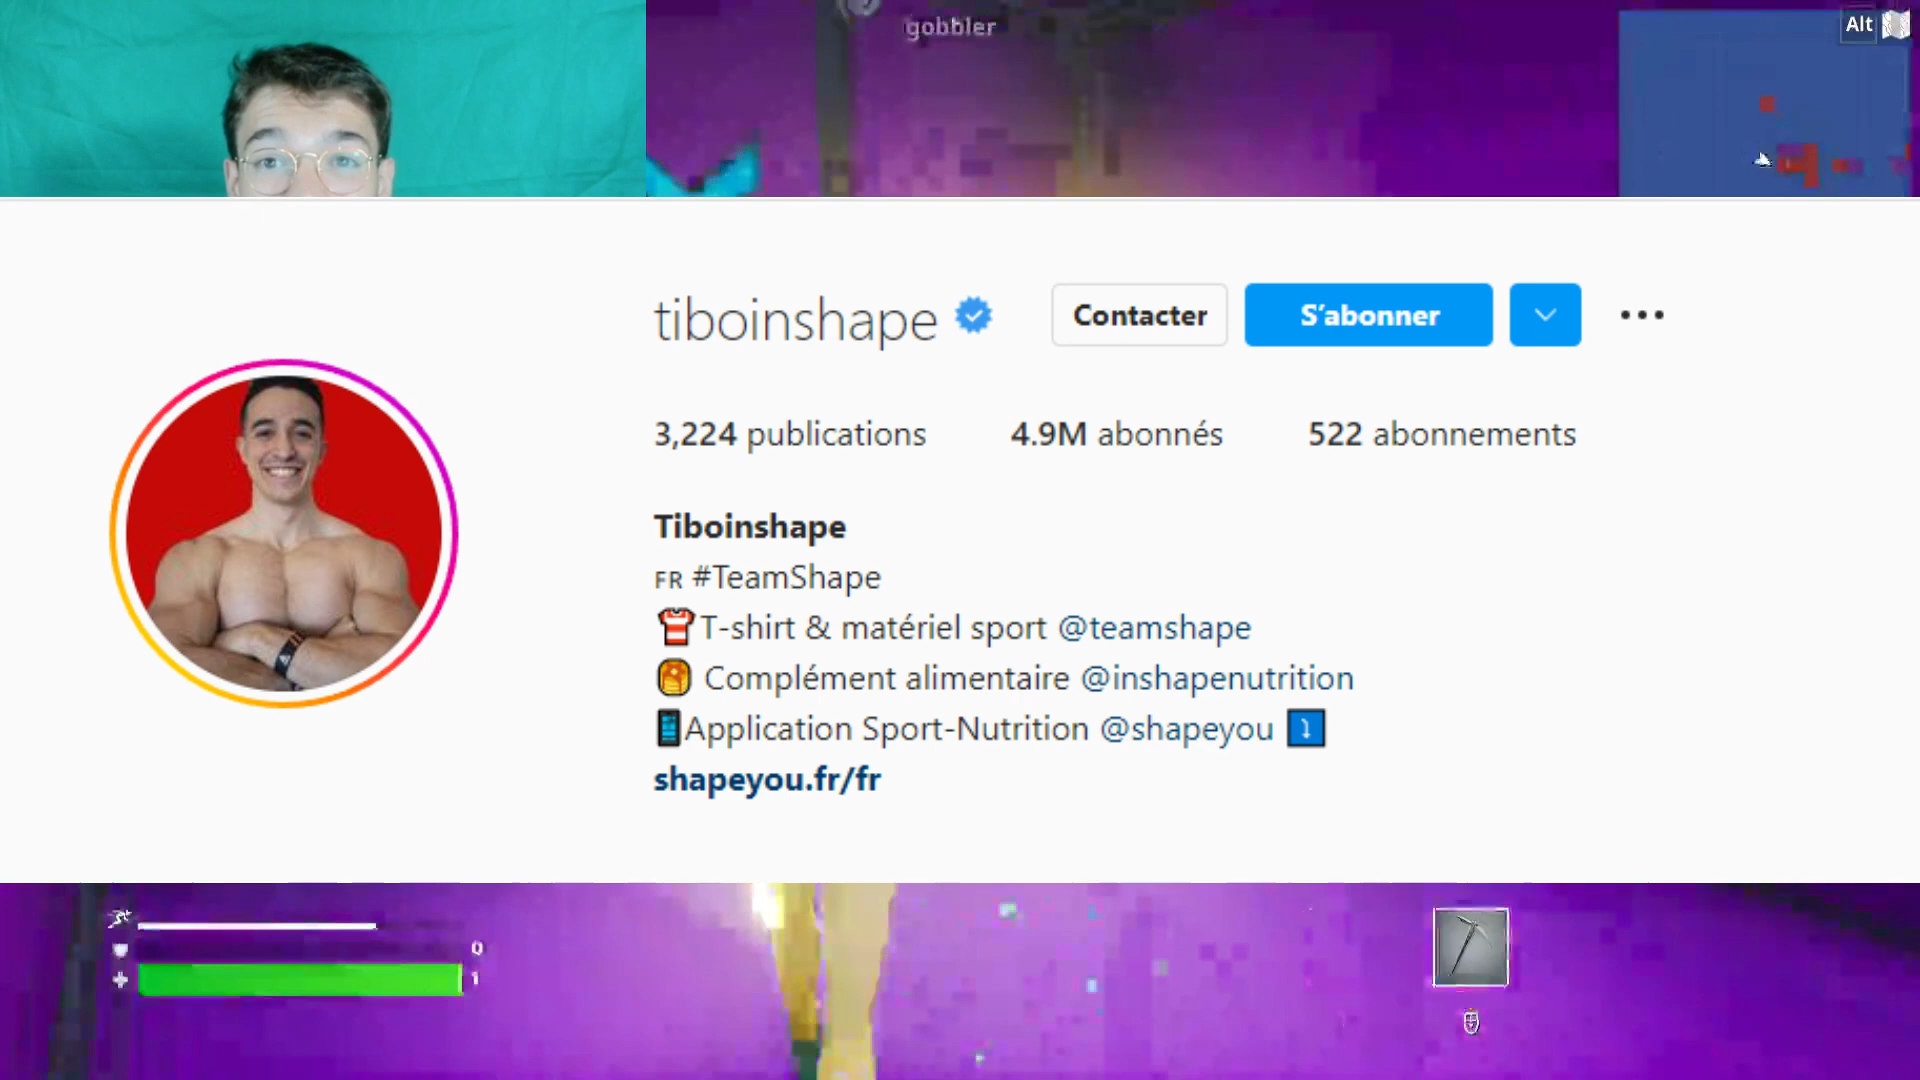 gobbler
Alt
tiboinshape
Contacter
S'abonner
3,224 publications
4.9M abonnés
522 abonnements
Tiboinshape
FR #TeamShape
T-shirt & matériel sport @teamshape
Complément alimentaire @inshapenutrition
Application Sport-Nutrition @shapeyou
shapeyou.fr/fr
0
1